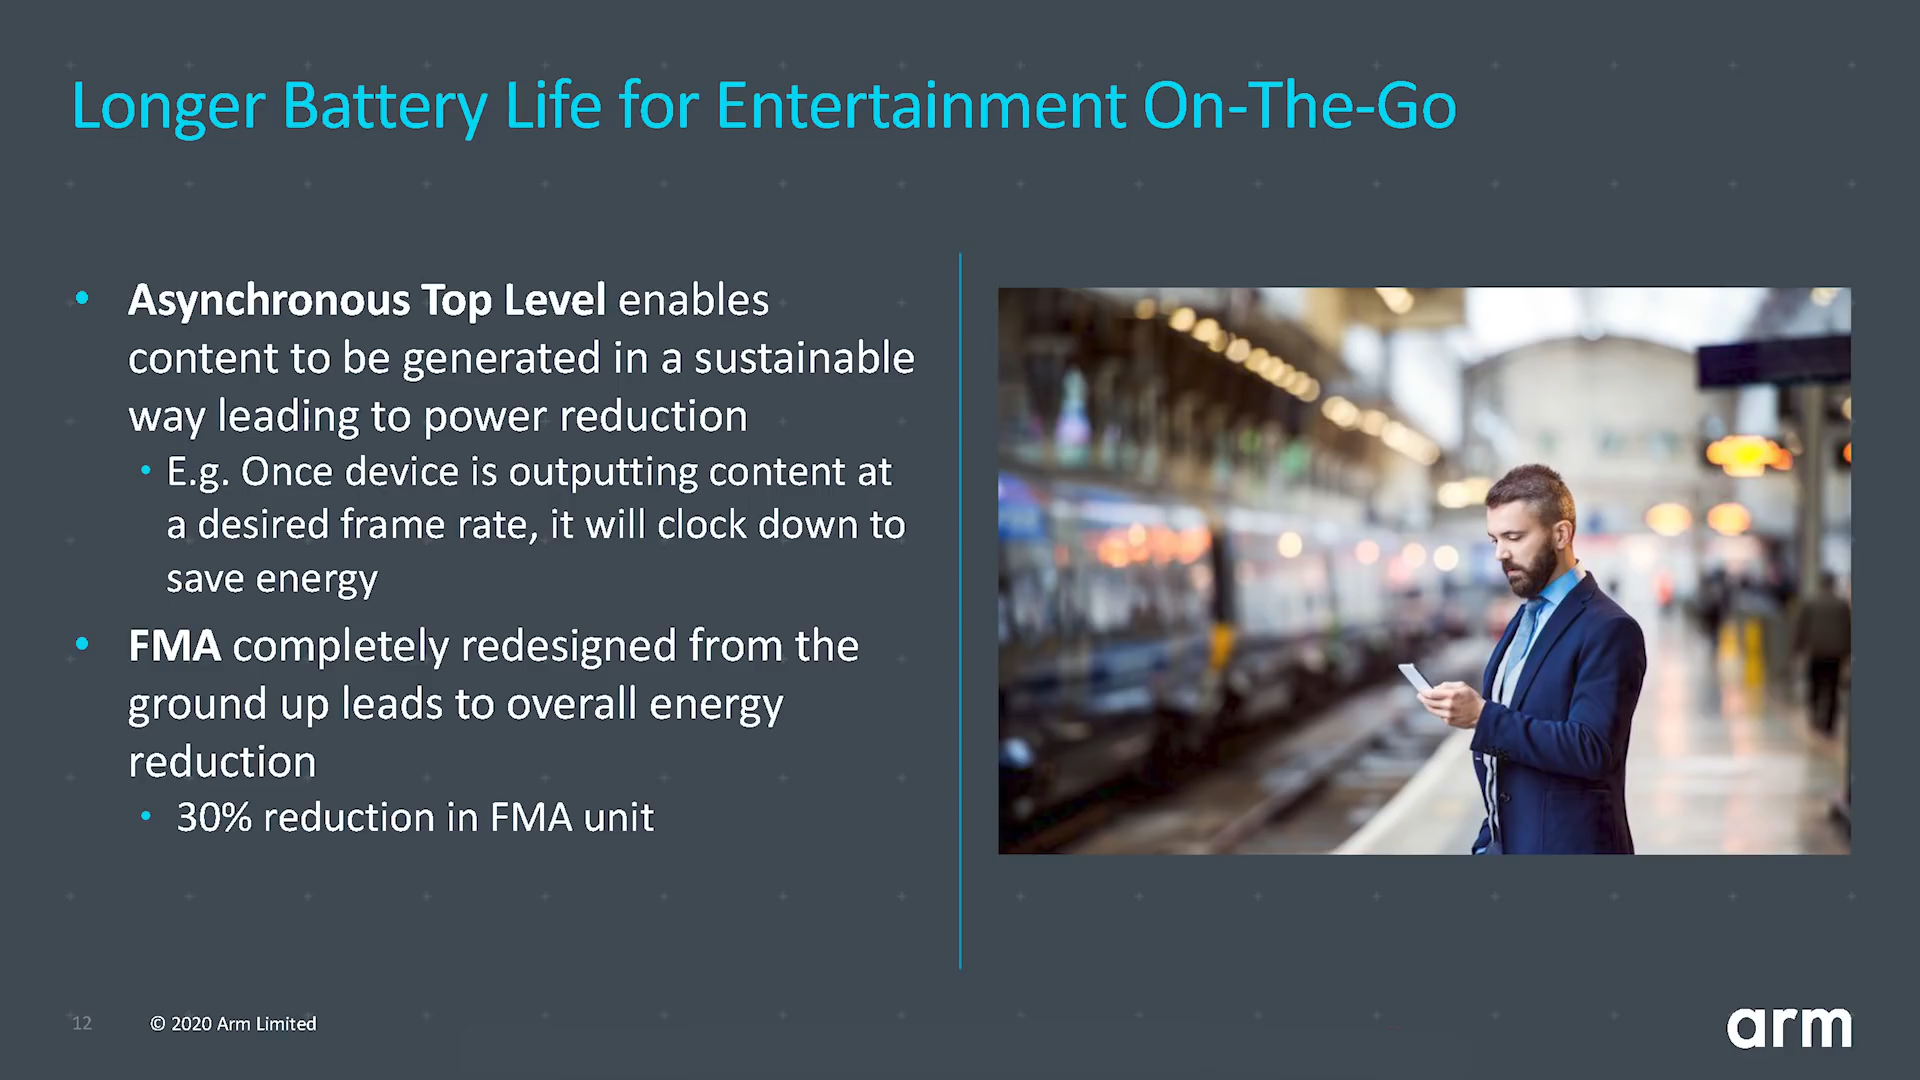 Longer Battery Life for Entertainment On-The-Go
• Asynchronous Top Level enables
content to be generated in a sustainable
way leading to power reduction
• E.g. Once device is outputting content at
a desired frame rate, it will clock down to
save energy
• FMA completely redesigned from the
ground up leads to overall energy
reduction
• 30% reduction in FMA unit
12 © 2020 Arm Limited
arm